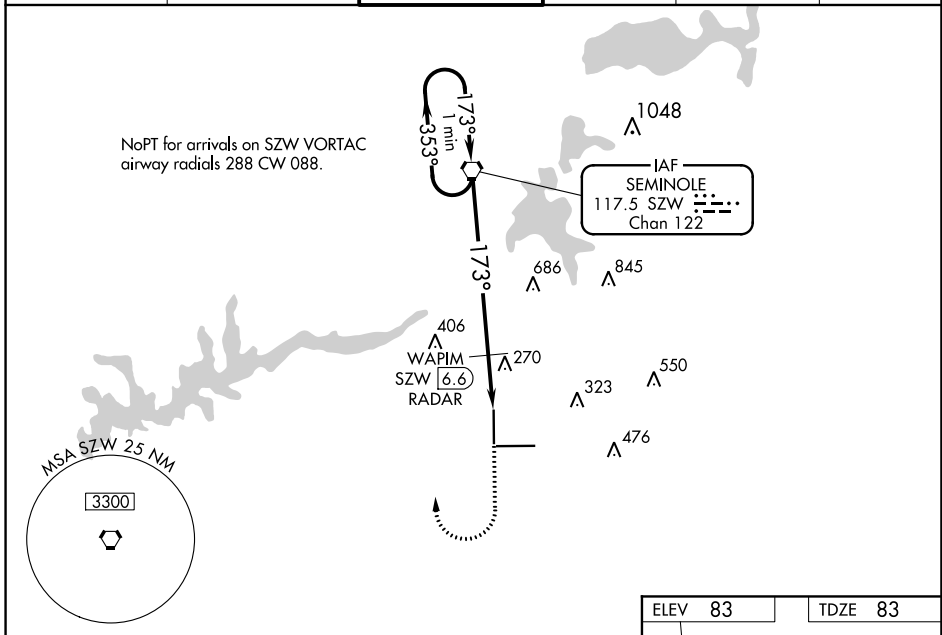 NoPT for arrivals on SZW VORTAC
airway radials 288 CW 088.
173°
1 min
353°
1048
IAF
SEMINOLE
117.5 SZW
Chan 122
173°
686
845
406
WAPIM
SZW 6.6
RADAR
270
550
323
476
MSA SZW 25 NM
3300
ELEV 83
TDZE 83